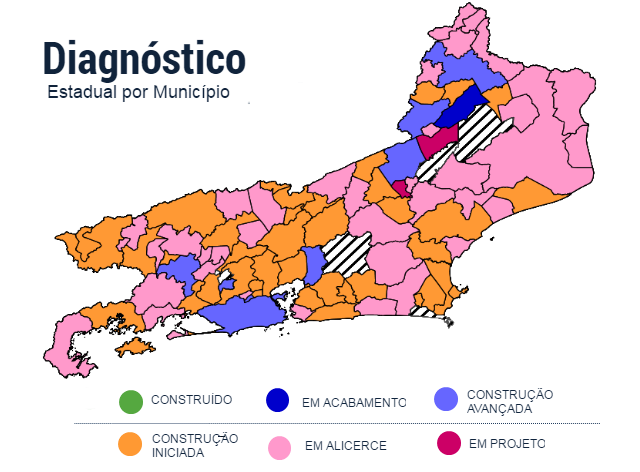 Diagnóstico
Estadual por Município
CONSTRUÍDO
EM ACABAMENTO
CONSTRUÇÃO
AVANÇADA
CONSTRUÇÃO
INICIADA
EM ALICERCE
EM PROJETO